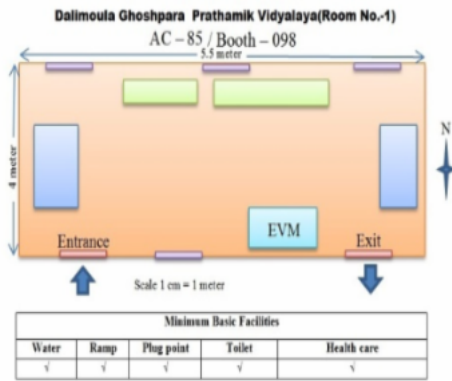 Dalimoula Ghoshpara Prathamik Vidyalaya(Room No.-1)
AC – 85 / Booth – 098
5.5 meter
4 meter
N
EVM
Entrance
Exit
Scale 1 cm = 1 meter
Minimum Basic Facilities
Water Ramp Plug point Toilet Health care
√ √ √ √ √